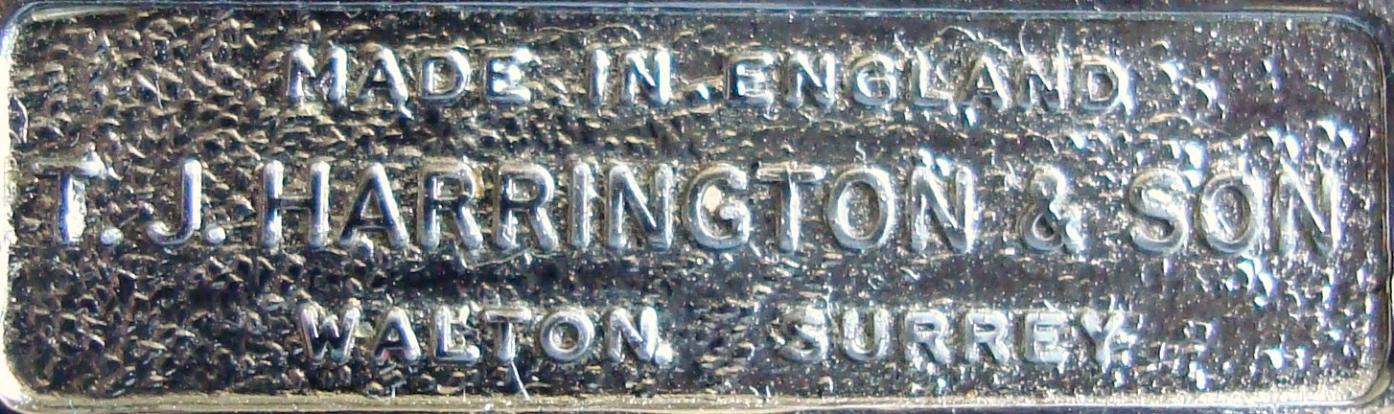 MADE IN ENGLAND
T. J. HARRINGTON & SON
WALTON. SURREY